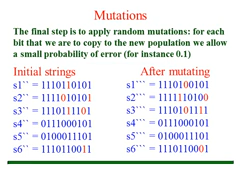 Mutations
The final step is to apply random mutations: for each
bit that we are to copy to the new population we allow
a small probability of error (for instance 0.1)
Initial strings
After mutating
s1`` = 1110110101
s1``` = 1110100101
s2`` = 1111010101
s2``` = 1111110100
s3`` = 1110111101
s3``` = 1110101111
s4`` = 0111000101
s4``` = 0111000101
s5`` = 0100011101
s5``` = 0100011101
s6`` = 1110110011
s6``` = 1110110001